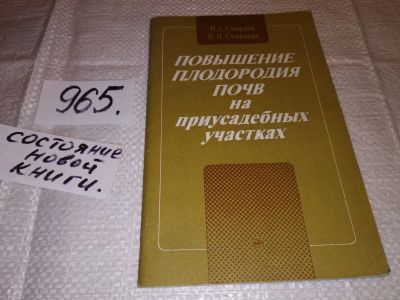 965.
СОСТОЯНИЕ
НОВОЙ
КНИГИ.
ПОВЫШЕНИЕ
ПЛОДОРОДИЯ
ПОЧВ
на
приусадебных
участках